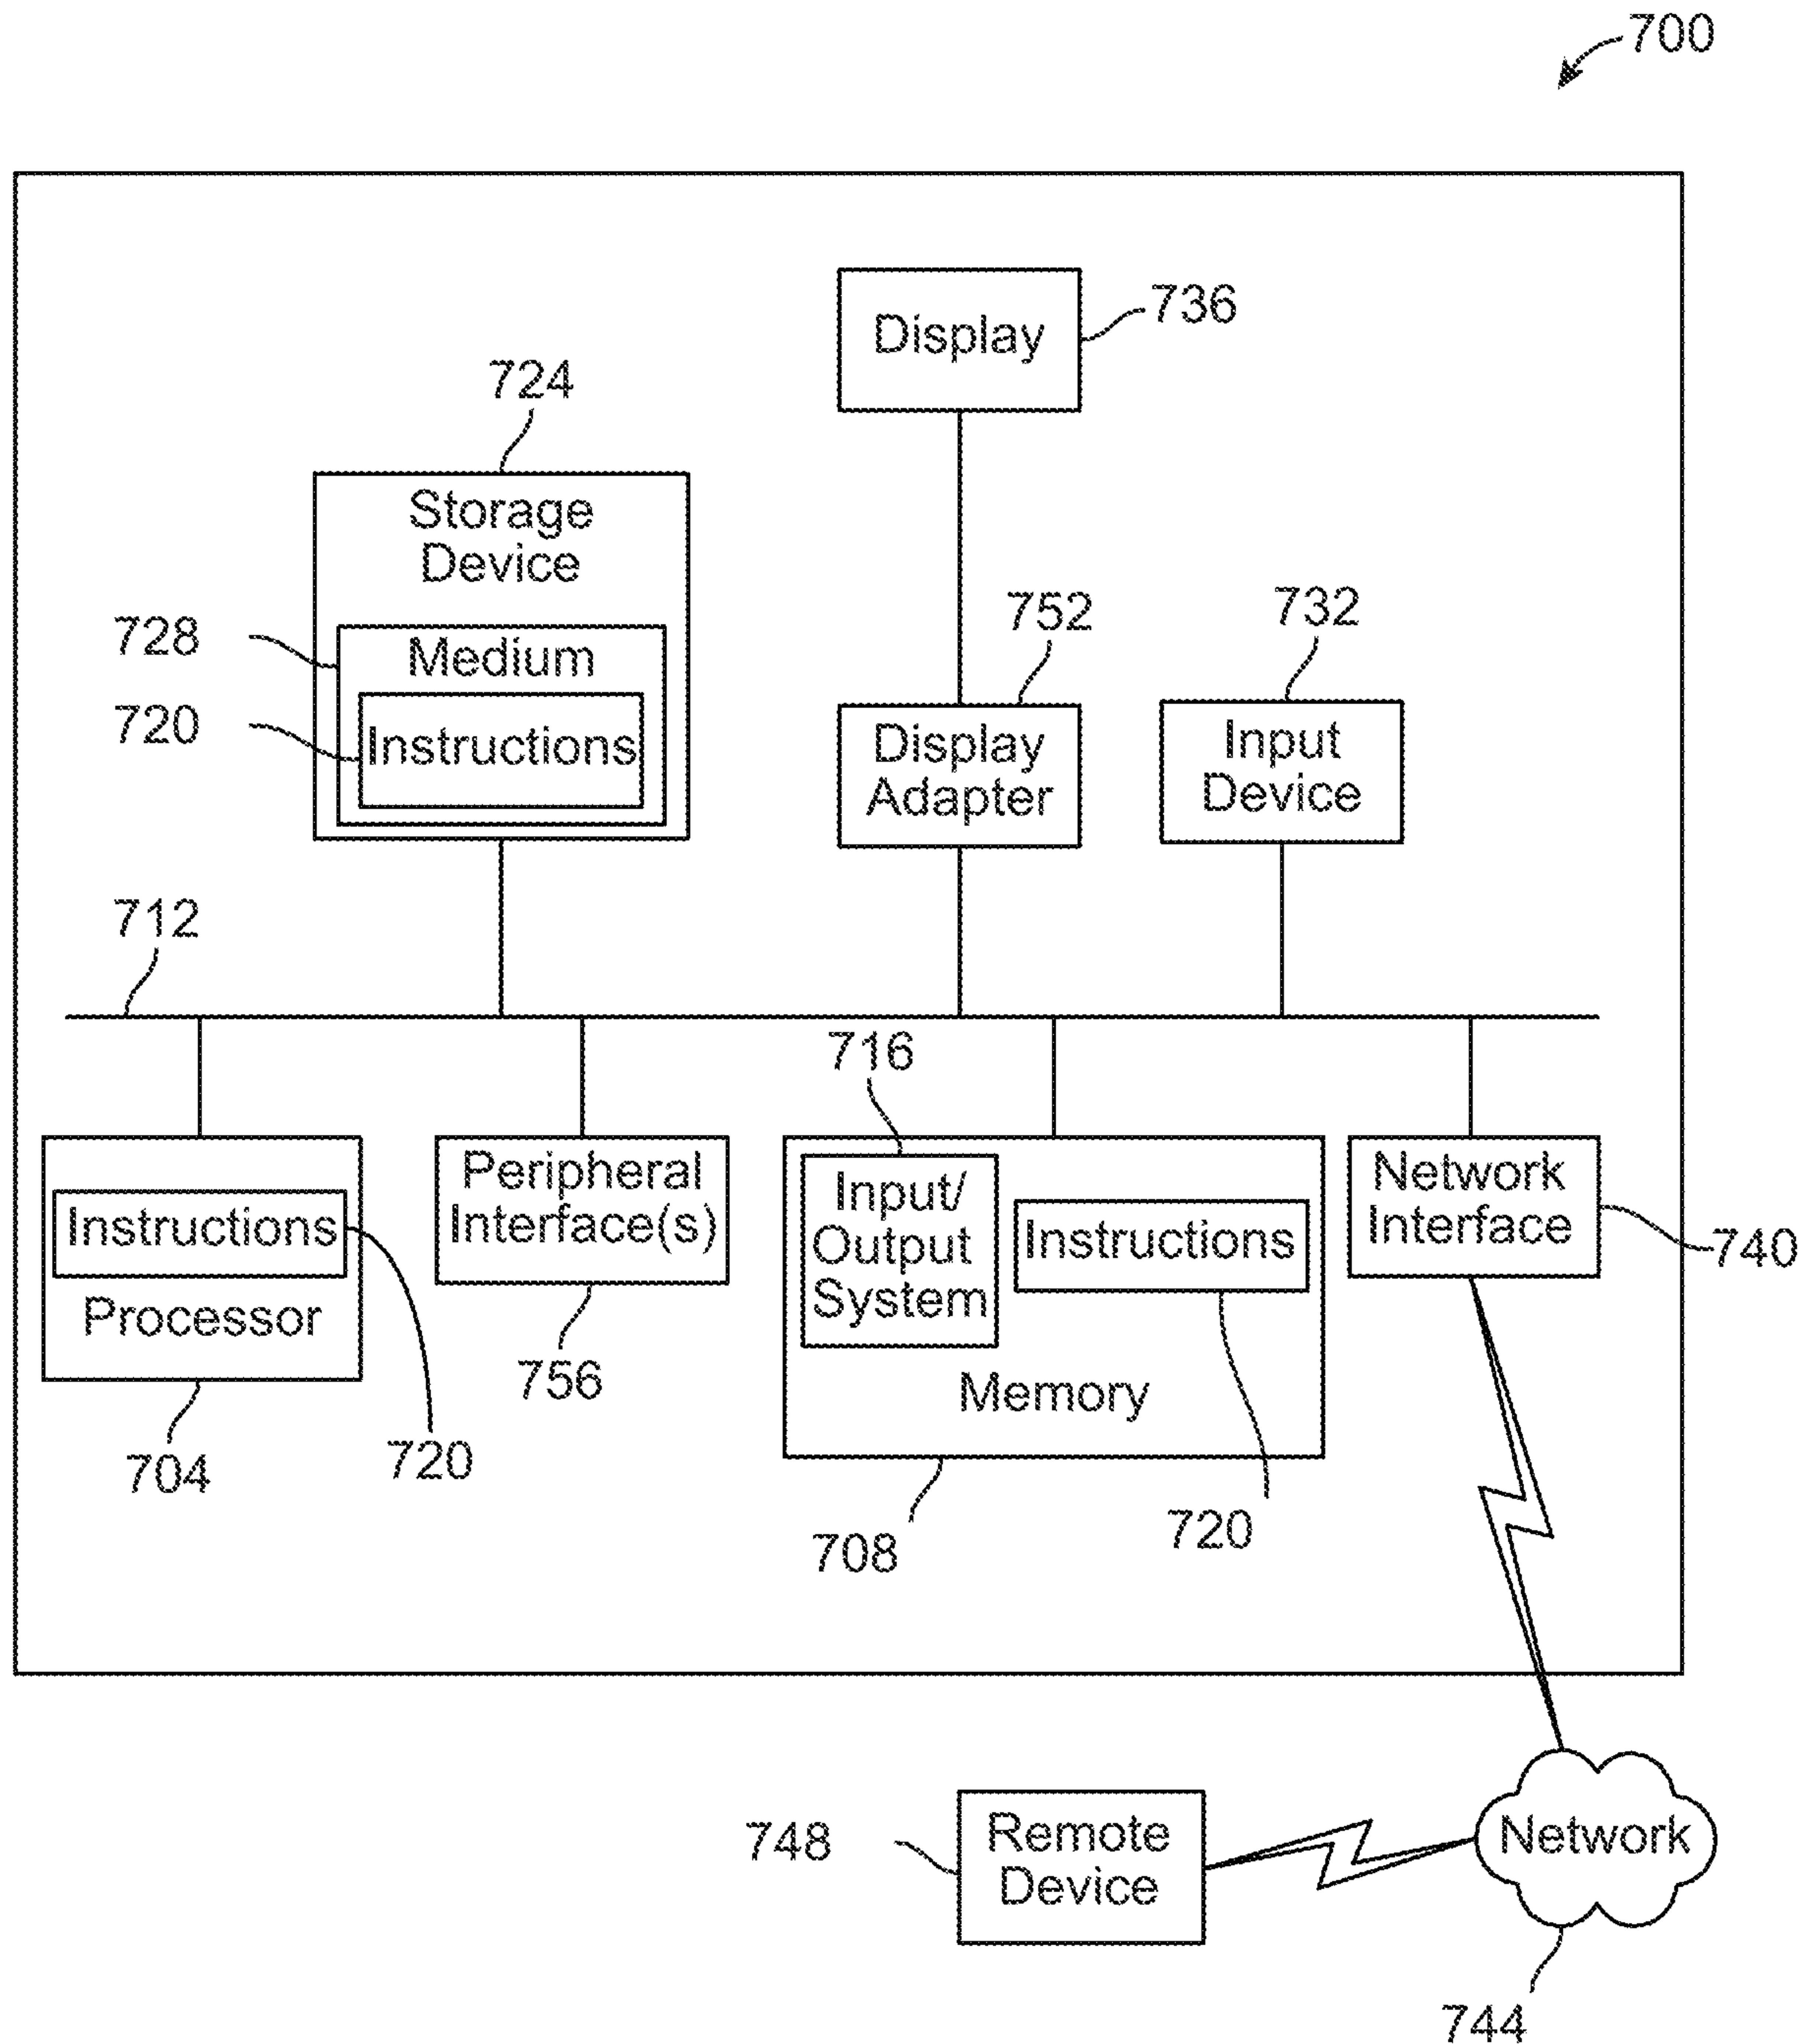 700
Display
736
724
Storage
Device
728
Medium
720
Instructions
752
Display
Adapter
732
Input
Device
712
716
Instructions
Processor
704
720
Peripheral
Interface(s)
756
Input/
Output
System
Instructions
Memory
708
720
Network
Interface
740
748
Remote
Device
Network
744